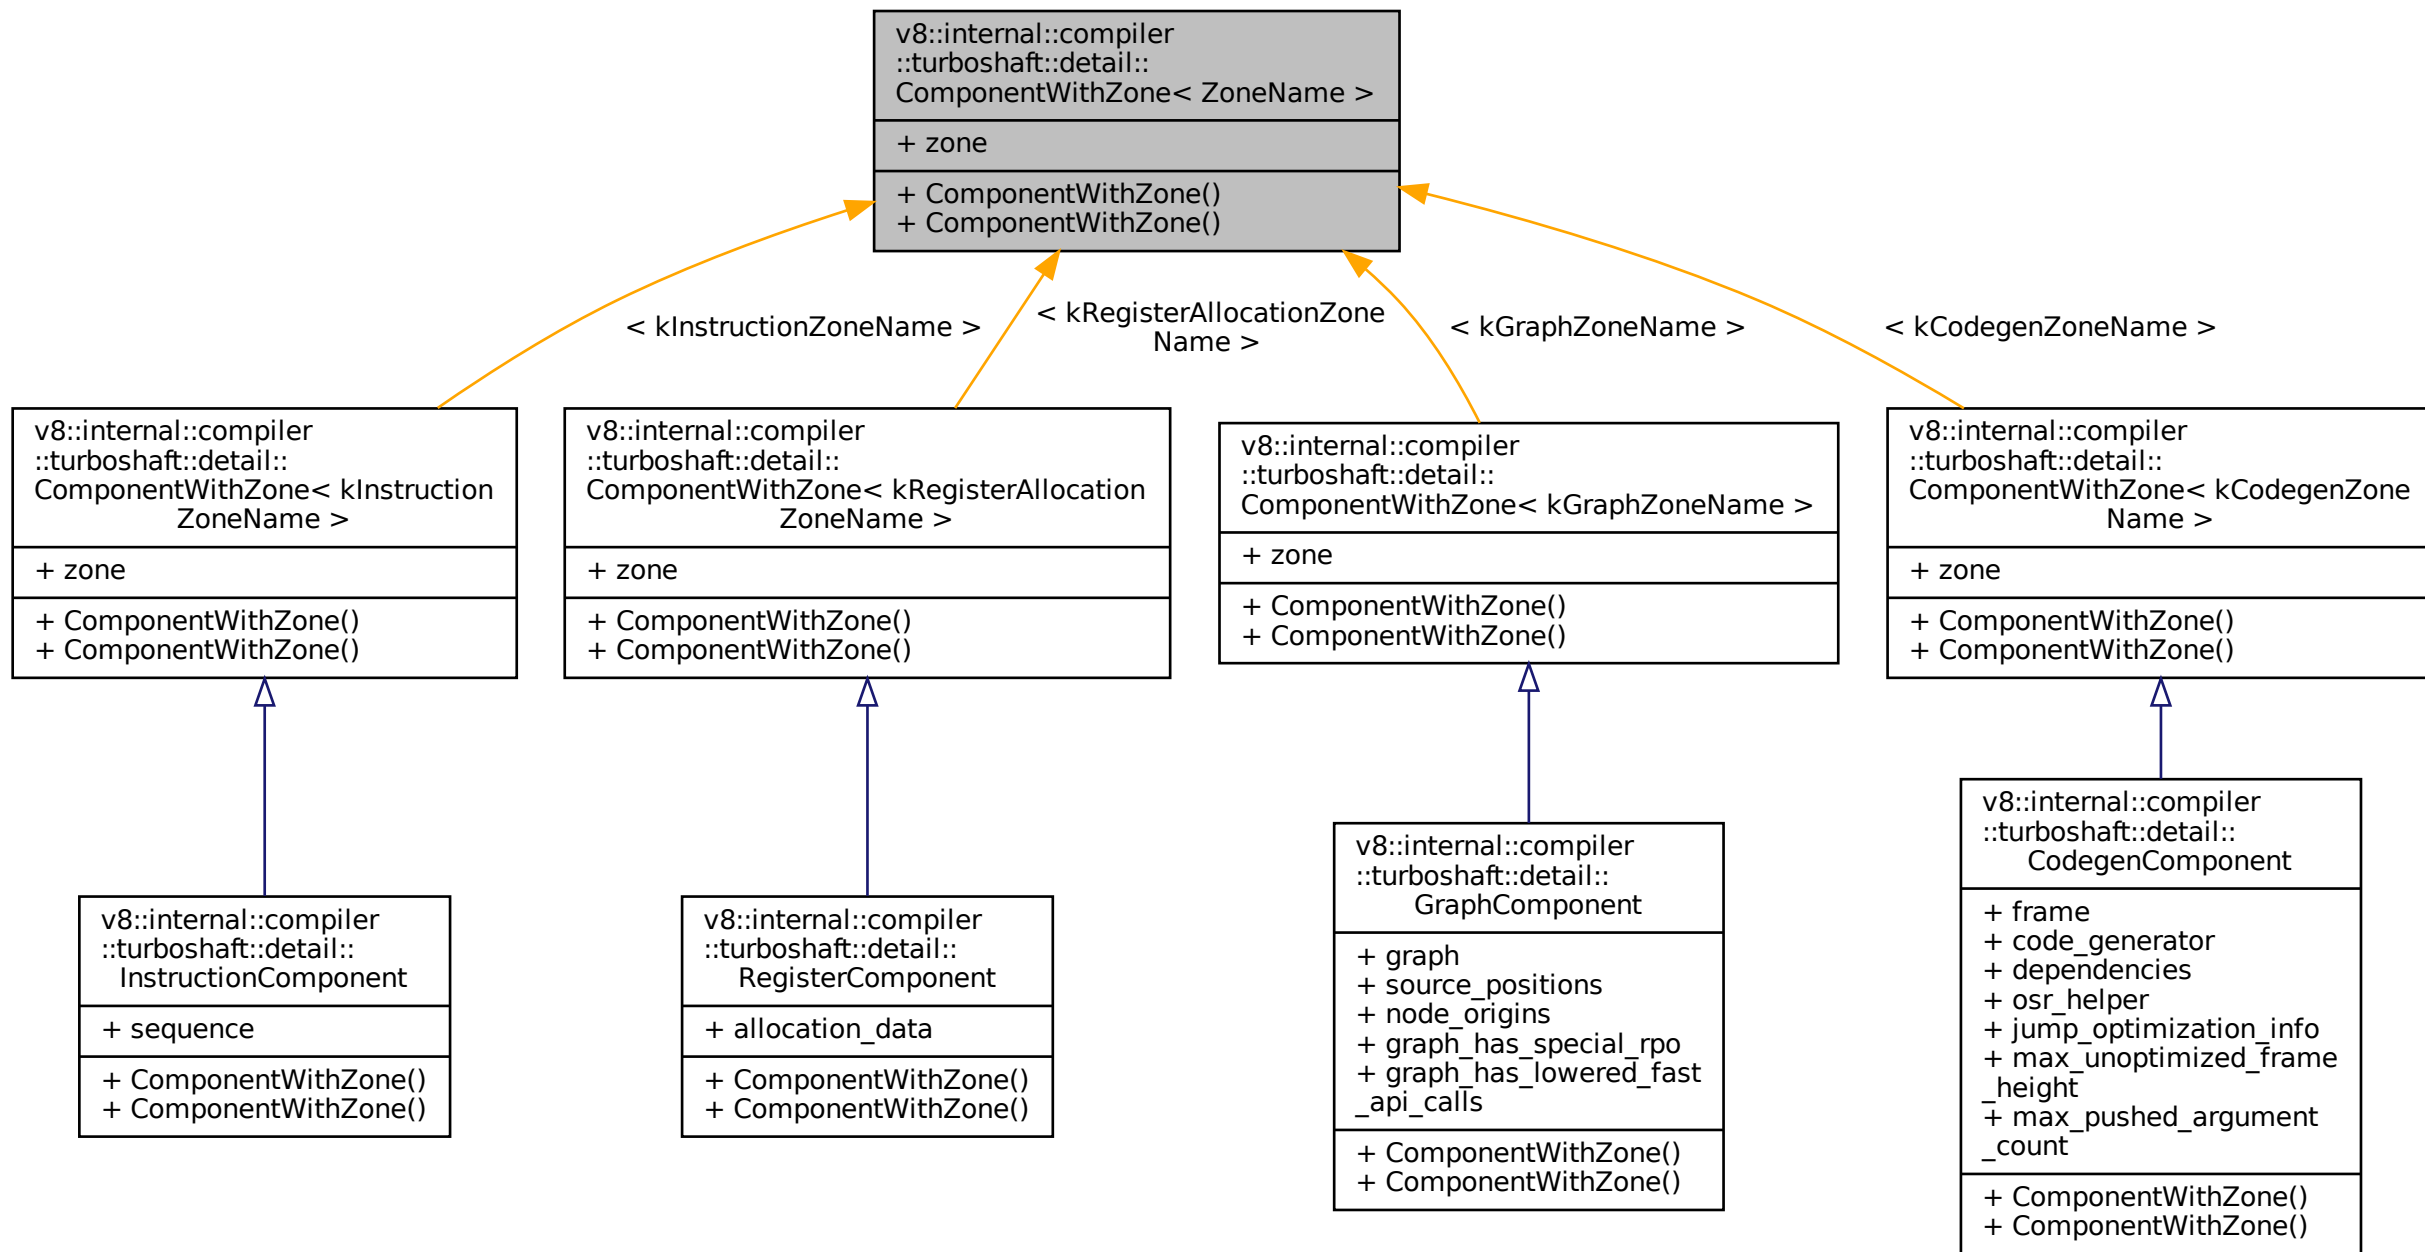 v8::internal::compiler
::turboshaft::detail::
ComponentWithZone< ZoneName >
+ zone
+ ComponentWithZone()
+ ComponentWithZone()
< kInstructionZoneName >
< kRegisterAllocationZone
Name >
< kGraphZoneName >
< kCodegenZoneName >
v8::internal::compiler
::turboshaft::detail::
ComponentWithZone< kInstruction
ZoneName >
+ zone
+ ComponentWithZone()
+ ComponentWithZone()
v8::internal::compiler
::turboshaft::detail::
ComponentWithZone< kRegisterAllocation
ZoneName >
+ zone
+ ComponentWithZone()
+ ComponentWithZone()
v8::internal::compiler
::turboshaft::detail::
ComponentWithZone< kGraphZoneName >
+ zone
+ ComponentWithZone()
+ ComponentWithZone()
v8::internal::compiler
::turboshaft::detail::
ComponentWithZone< kCodegenZone
Name >
+ zone
+ ComponentWithZone()
+ ComponentWithZone()
v8::internal::compiler
::turboshaft::detail::
InstructionComponent
+ sequence
+ ComponentWithZone()
+ ComponentWithZone()
v8::internal::compiler
::turboshaft::detail::
RegisterComponent
+ allocation_data
+ ComponentWithZone()
+ ComponentWithZone()
v8::internal::compiler
::turboshaft::detail::
GraphComponent
+ graph
+ source_positions
+ node_origins
+ graph_has_special_rpo
+ graph_has_lowered_fast
_api_calls
+ ComponentWithZone()
+ ComponentWithZone()
v8::internal::compiler
::turboshaft::detail::
CodegenComponent
+ frame
+ code_generator
+ dependencies
+ osr_helper
+ jump_optimization_info
+ max_unoptimized_frame
_height
+ max_pushed_argument
_count
+ ComponentWithZone()
+ ComponentWithZone()